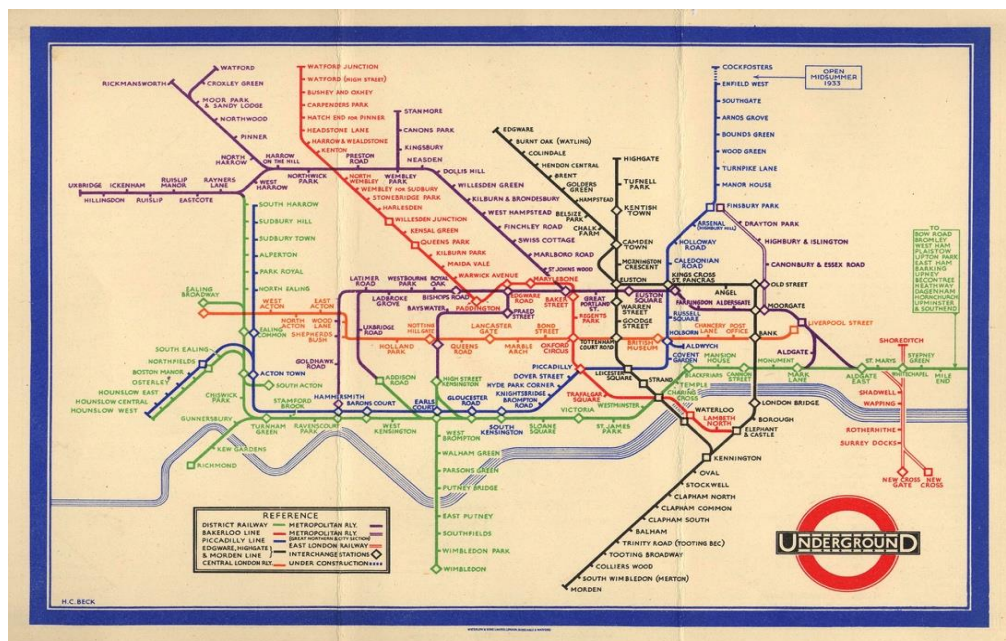 WATFORD
RICKMANSWORTH
CROXLEY GREEN
MOOR PARK
& SANDY LODGE
NORTHWOOD
PINNER
NORTH
HARROW
HARROW
ON THE HILL
NORTHWICK
PARK
PRESTON
ROAD
WEMBLEY
PARK
WATFORD JUNCTION
WATFORD (HIGH STREET)
BUSHEY AND OXHEY
CARPENDERS PARK
HATCH END FOR PINNER
HEADSTONE LANE
HARROW & WEALDSTONE
KENTON
NORTH
WEMBLEY
WEMBLEY FOR SUDBURY
STONEBRIDGE PARK
HARLESDEN
WILLESDEN JUNCTION
KENSAL GREEN
QUEENS PARK
KILBURN PARK
MAIDA VALE
WARWICK AVENUE
PADDINGTON
MARYLEBONE
STANMORE
CANONS PARK
KINGSBURY
NEASDEN
DOLLIS HILL
WILLESDEN GREEN
KILBURN & BRONDESBURY
WEST HAMPSTEAD
FINCHLEY ROAD
SWISS COTTAGE
MARLBORO ROAD
ST JOHNS WOOD
EDGWARE
BURNT OAK (WATLING)
COLINDALE
HENDON CENTRAL
BRENT
GOLDERS
GREEN
HAMPSTEAD
BELSIZE
PARK
CHALK
FARM
HIGHGATE
TUFNELL
PARK
KENTISH
TOWN
CAMDEN
TOWN
MORNINGTON
CRESCENT
EUSTON
COCKFOSTERS
ENFIELD WEST
OPEN
MIDSUMMER
1933
SOUTHGATE
ARNOS GROVE
BOUNDS GREEN
WOOD GREEN
TURNPIKE LANE
MANOR HOUSE
FINSBURY PARK
ARSENAL
(HIGHBURY HILL)
HOLLOWAY
ROAD
CALEDONIAN
ROAD
KINGS CROSS
ST. PANCRAS
DRAYTON PARK
HIGHBURY & ISLINGTON
CANONBURY & ESSEX ROAD
OLD STREET
MOORGATE
ANGEL
TO
BOW ROAD
BROMLEY
WEST HAM
PLAISTOW
UPTON PARK
EAST HAM
BARKING
UPNEY
BECONTREE
HEATHWAY
DAGENHAM
HORNCHURCH
UPMINSTER
& SOUTHEND
UXBRIDGE
ICKENHAM
RUISLIP
MANOR
RAYNERS
LANE
WEST
HARROW
HILLINGDON
RUISLIP
EASTCOTE
SOUTH HARROW
SUDBURY HILL
SUDBURY TOWN
ALPERTON
PARK ROYAL
NORTH EALING
EALING
BROADWAY
WEST
ACTON
EAST
ACTON
NORTH
ACTON
WOOD
LANE
SHEPHERDS
BUSH
EALING
COMMON
LATIMER
ROAD
WESTBOURNE
PARK
ROYAL
OAK
LADBROKE
GROVE
BISHOPS ROAD
UXBRIDGE
ROAD
BAYSWATER
EDGWARE
ROAD
PRAED
STREET
BAKER
STREET
GREAT
PORTLAND
ST.
EUSTON
SQUARE
FARRINGDON
ALDERSGATE
REGENTS
PARK
WARREN
STREET
GOODGE
STREET
RUSSELL
SQUARE
NOTTING
HILL GATE
HOLLAND
PARK
LANCASTER
GATE
QUEENS
ROAD
MARBLE
ARCH
BOND
STREET
OXFORD
CIRCUS
TOTTENHAM
COURT ROAD
BRITISH
MUSEUM
HOLBORN
CHANCERY
LANE
POST
OFFICE
BANK
LIVERPOOL STREET
ALDWYCH
COVENT
GARDEN
ALDGATE
SOUTH EALING
NORTHFIELDS
BOSTON MANOR
OSTERLEY
HOUNSLOW EAST
HOUNSLOW CENTRAL
HOUNSLOW WEST
ACTON TOWN
SOUTH ACTON
CHISWICK
PARK
GUNNERSBURY
KEW GARDENS
RICHMOND
GOLDHAWK
ROAD
HAMMERSMITH
STAMFORD
BROOK
TURNHAM
GREEN
RAVENSCOURT
PARK
BARONS COURT
WEST
KENSINGTON
ADDISON
ROAD
EARLS
COURT
HIGH STREET
KENSINGTON
GLOUCESTER
ROAD
SOUTH
KENSINGTON
PICCADILLY
DOVER STREET
HYDE PARK CORNER
KNIGHTSBRIDGE
BROMPTON
ROAD
SLOANE
SQUARE
VICTORIA
ST. JAMES
PARK
WESTMINSTER
LEICESTER
SQUARE
STRAND
TRAFALGAR
SQUARE
CHARING
CROSS
TEMPLE
BLACKFRIARS
MANSION
HOUSE
CANNON
STREET
MONUMENT
MARK
LANE
ALDGATE
EAST
ST. MARYS
WHITECHAPEL
STEPNEY
GREEN
MILE
END
SHOREDITCH
SHADWELL
WAPPING
ROTHERHITHE
SURREY DOCKS
NEW CROSS
GATE
NEW
CROSS
WATERLOO
LAMBETH
NORTH
LONDON BRIDGE
BOROUGH
ELEPHANT
& CASTLE
KENNINGTON
OVAL
STOCKWELL
CLAPHAM NORTH
CLAPHAM COMMON
CLAPHAM SOUTH
BALHAM
TRINITY ROAD (TOOTING BEC)
TOOTING BROADWAY
COLLIERS WOOD
SOUTH WIMBLEDON (MERTON)
MORDEN
WEST
BROMPTON
WALHAM GREEN
PARSONS GREEN
PUTNEY BRIDGE
EAST PUTNEY
SOUTHFIELDS
WIMBLEDON PARK
WIMBLEDON
REFERENCE
DISTRICT RAILWAY
BAKERLOO LINE
PICCADILLY LINE
EDGWARE, HIGHGATE
& MORDEN LINE
CENTRAL LONDON RLY.
METROPOLITAN RLY.
METROPOLITAN RLY.
(GREAT NORTHERN & CITY SECTION)
EAST LONDON RAILWAY
INTERCHANGE STATIONS
UNDER CONSTRUCTION
UNDERGROUND
H.C. BECK